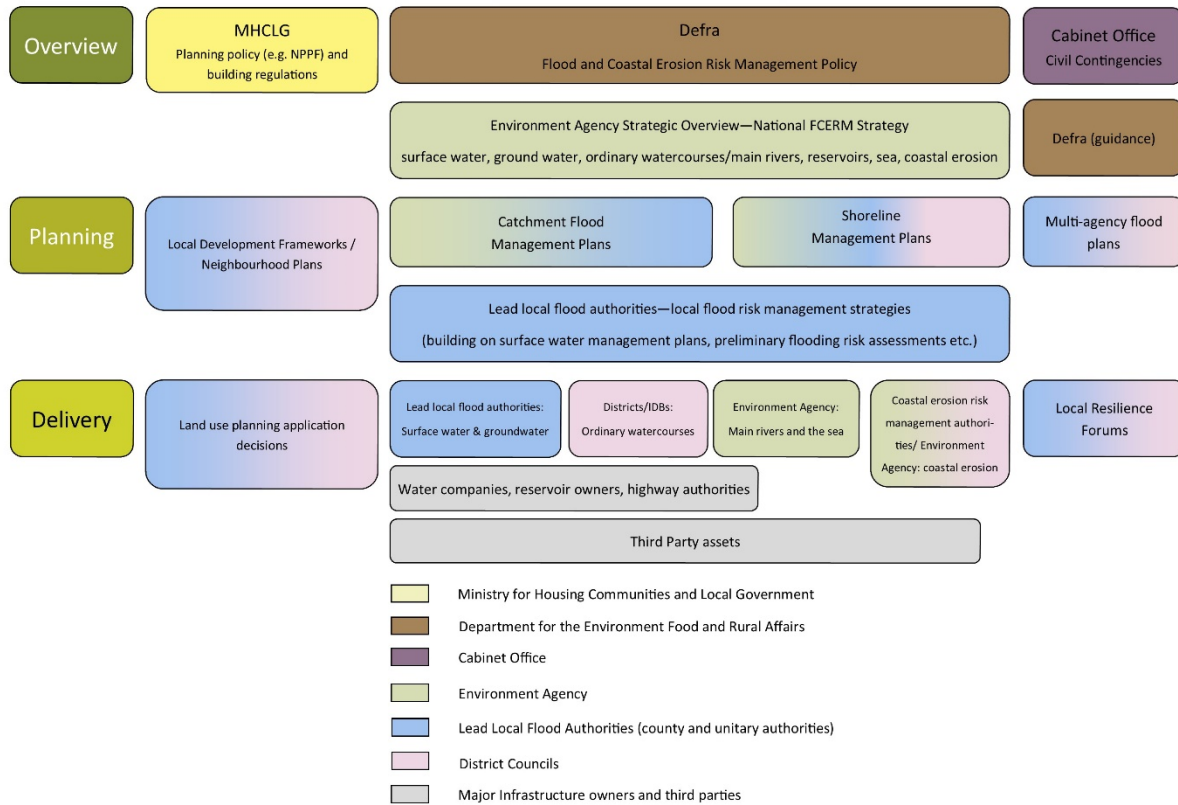 Overview
MHCLG
Planning policy (e.g. NPPF) and
building regulations
Defra
Flood and Coastal Erosion Risk Management Policy
Cabinet Office
Civil Contingencies
Environment Agency Strategic Overview—National FCERM Strategy
surface water, ground water, ordinary watercourses/main rivers, reservoirs, sea, coastal erosion
Defra (guidance)
Planning
Local Development Frameworks /
Neighbourhood Plans
Catchment Flood
Management Plans
Shoreline
Management Plans
Multi-agency flood
plans
Lead local flood authorities—local flood risk management strategies
(building on surface water management plans, preliminary flooding risk assessments etc.)
Delivery
Land use planning application
decisions
Lead local flood authorities:
Surface water & groundwater
Districts/IDBs:
Ordinary watercourses
Environment Agency:
Main rivers and the sea
Coastal erosion risk
management authori-
ties/ Environment
Agency: coastal erosion
Local Resilience
Forums
Water companies, reservoir owners, highway authorities
Third Party assets
Ministry for Housing Communities and Local Government
Department for the Environment Food and Rural Affairs
Cabinet Office
Environment Agency
Lead Local Flood Authorities (county and unitary authorities)
District Councils
Major Infrastructure owners and third parties